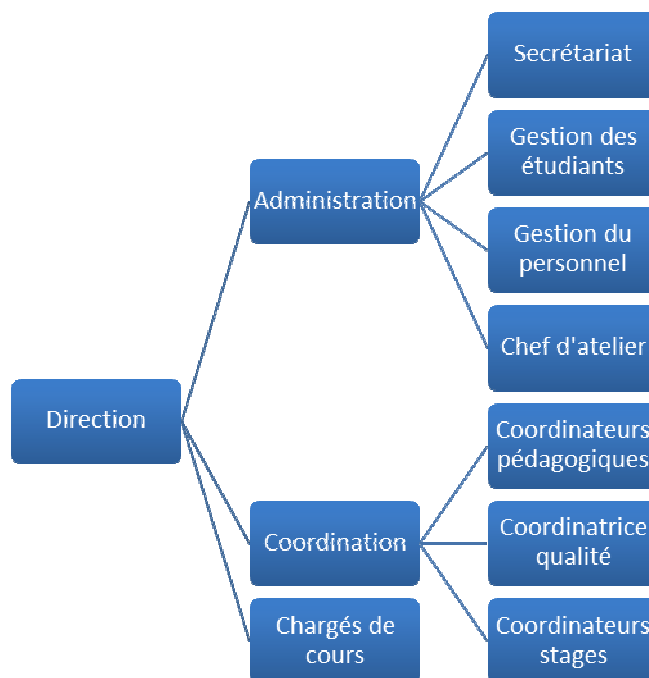 Secrétariat
Gestion des
étudiants
Administration
Gestion du
personnel
Chef d'atelier
Direction
Coordinateurs
pédagogiques
Coordination
Coordinatrice
qualité
Chargés de
cours
Coordinateurs
stages